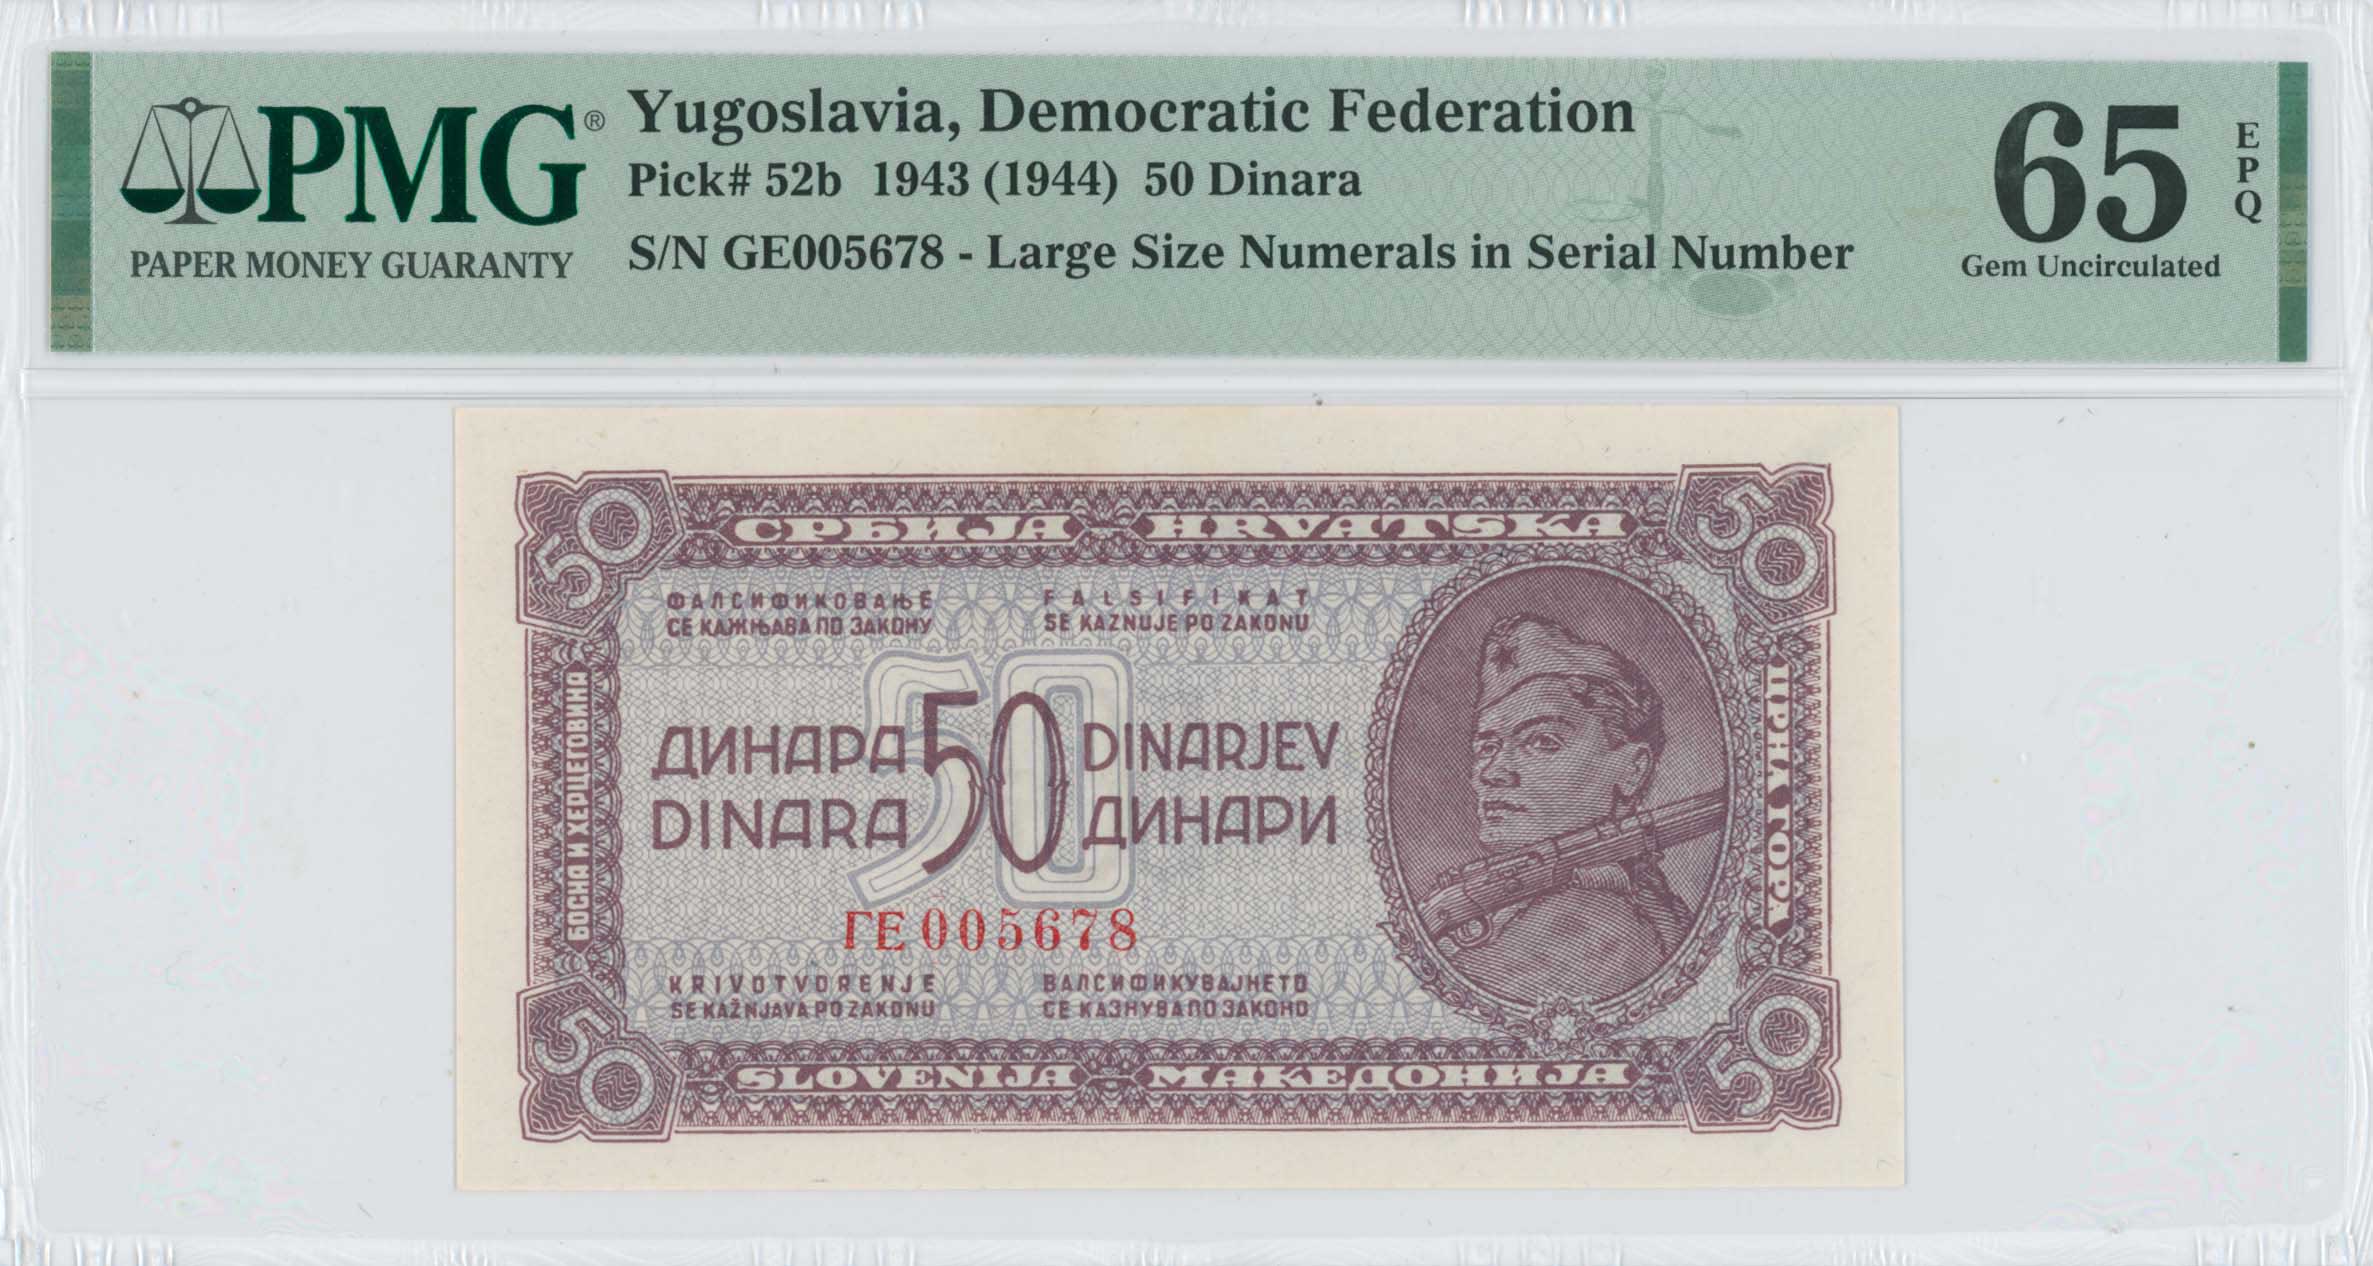 PMG®
PAPER MONEY GUARANTY
Yugoslavia, Democratic Federation
Pick# 52b 1943 (1944) 50 Dinara
S/N GE005678 - Large Size Numerals in Serial Number
65
EPQ
Gem Uncirculated
50
СРБИЈА HRVATSKA
50
ФАЛСИФИКОВАЊЕ
СЕ КАЖЊАВА ПО ЗАКОНУ
FALSIFIKAT
SE KAZNUJE PO ZAKONU
БОСНА И ХЕРЦЕГОВИНА
ДИНАРА 50 DINARJEV
DINARA 50 ДИНАРИ
ЦРНА ГОРА
ГЕ 005678
KRIVOTVORENJE
SE KAŽNJAVA PO ZAKONU
ВАЛСИФИКУВАЈНЕТО
СЕ КАЗНУВА ПО ЗАКОНО
50
SLOVENIJA МАКЕДОНИЈА
50